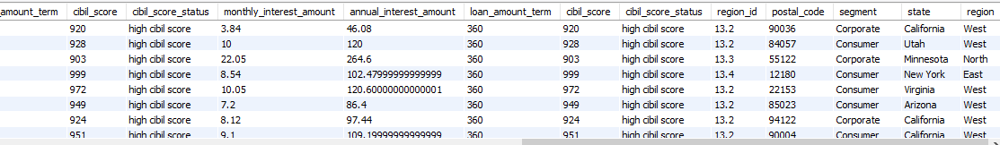 _amount_term cibil_score cibil_score_status monthly_interest_amount annual_interest_amount loan_amount_term cibil_score cibil_score_status region_id postal_code segment state region
920 high cibil score 3.84 46.08 360 920 high cibil score 13.2 90036 Corporate California West
928 high cibil score 10 120 360 928 high cibil score 13.2 84057 Consumer Utah West
903 high cibil score 22.05 264.6 360 903 high cibil score 13.3 55122 Corporate Minnesota North
999 high cibil score 8.54 102.47999999999999 360 999 high cibil score 13.4 12180 Consumer New York East
972 high cibil score 10.05 120.60000000000001 360 972 high cibil score 13.2 22153 Consumer Virginia West
949 high cibil score 7.2 86.4 360 949 high cibil score 13.2 85023 Consumer Arizona West
924 high cibil score 8.12 97.44 360 924 high cibil score 13.2 94122 Corporate California West
951 high cibil score 9.1 109.19999999999999 360 951 high cibil score 13.2 90004 Consumer California West